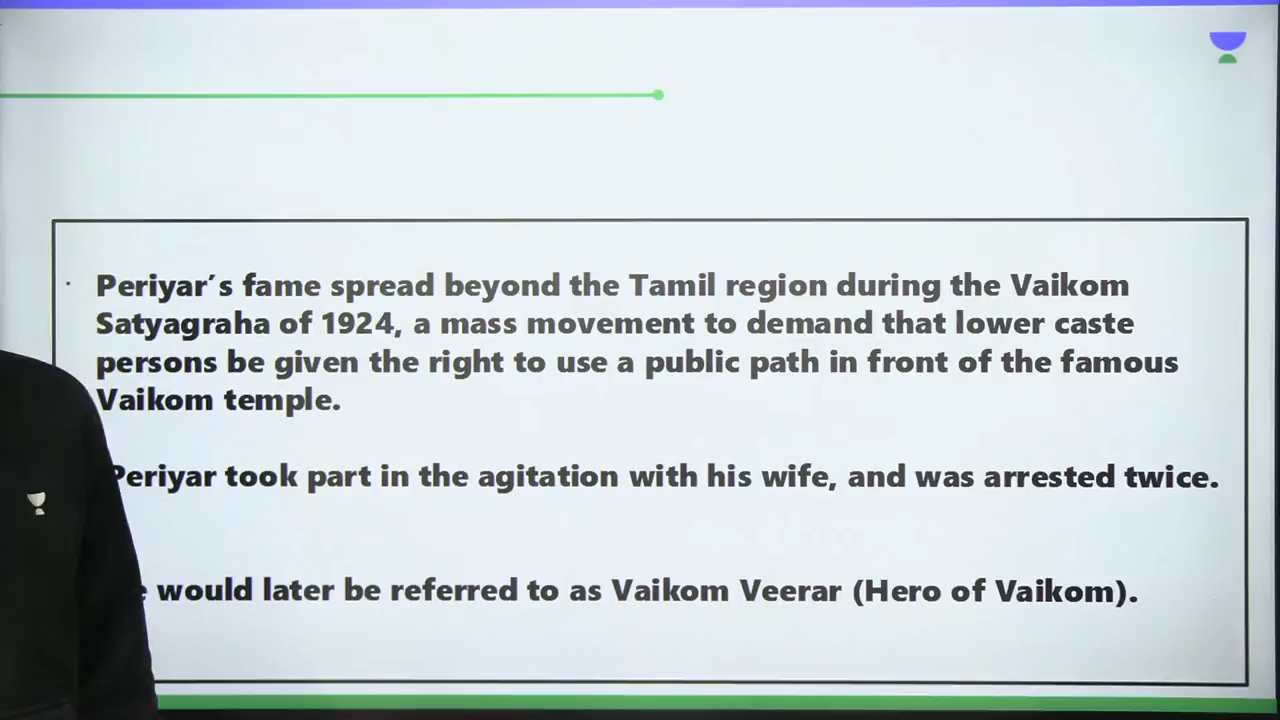 Periyar´s fame spread beyond the Tamil region during the Vaikom
Satyagraha of 1924, a mass movement to demand that lower caste
persons be given the right to use a public path in front of the famous
Vaikom temple.
Periyar took part in the agitation with his wife, and was arrested twice.
would later be referred to as Vaikom Veerar (Hero of Vaikom).